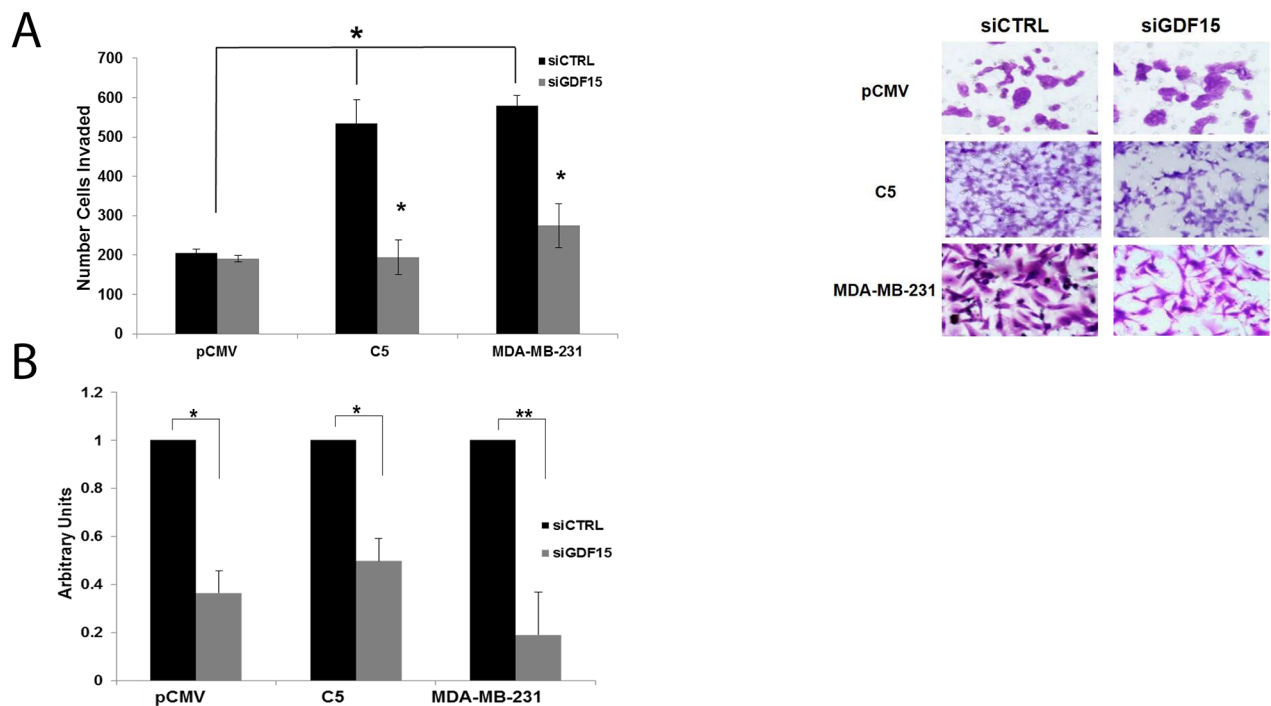 A
*
700
600
500
400
300
200
100
0
Number Cells Invaded
siCTRL
siGDF15
*
*
pCMV
C5
MDA-MB-231
siCTRL
siGDF15
pCMV
C5
MDA-MB-231
B
1.2
1
0.8
0.6
0.4
0.2
0
Arbitrary Units
*
*
**
siCTRL
siGDF15
pCMV
C5
MDA-MB-231